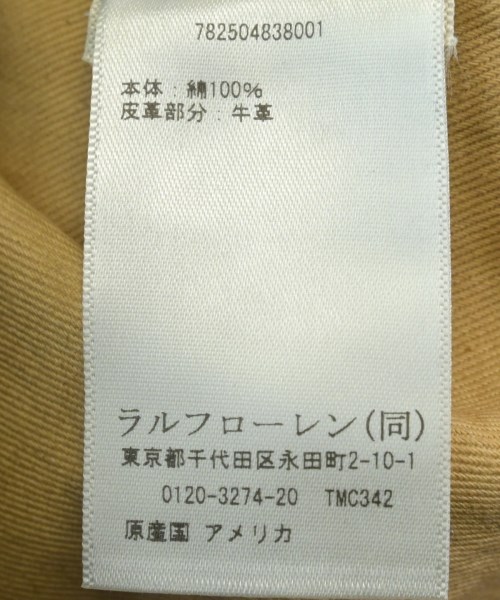 782504838001
本体：綿100%
皮革部分：牛革
ラルフローレン(同)
東京都千代田区永田町2-10-1
0120-3274-20 TMC342
原産国 アメリカ